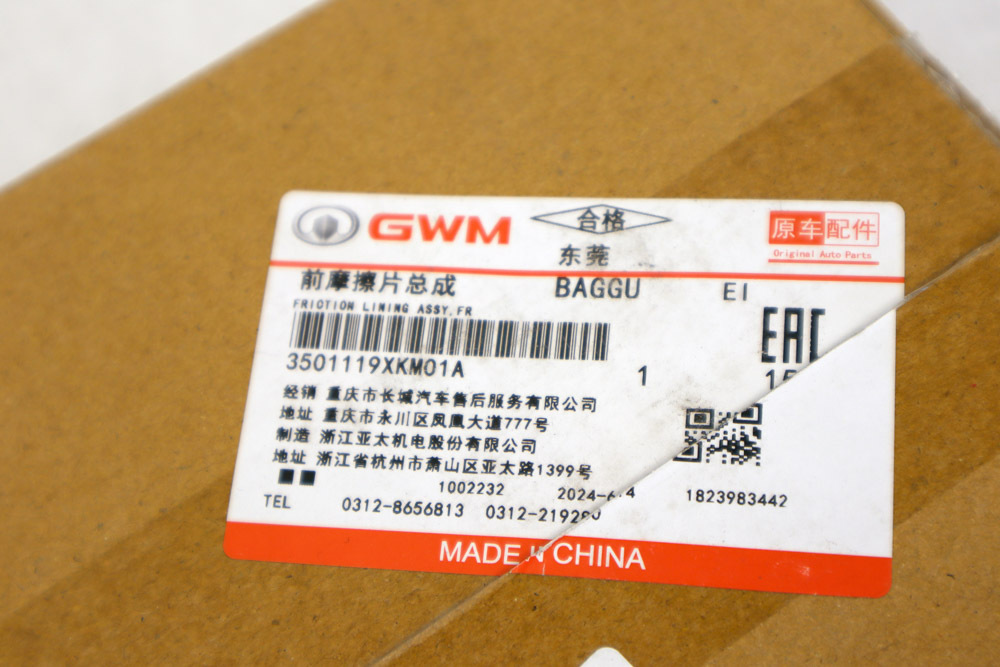 GWM
合格
原车配件
Original Auto Parts
东莞
前摩擦片总成 BAGGU EI
FRICTION LINING ASSY,FR
EAC
3501119XKM01A
1
经销 重庆市长城汽车售后服务有限公司
地址 重庆市永川区凤凰大道777号
制造 浙江亚太机电股份有限公司
地址 浙江省杭州市萧山区亚太路1399号
1002232 1823983442
TEL 0312-8656813
MADE IN CHINA